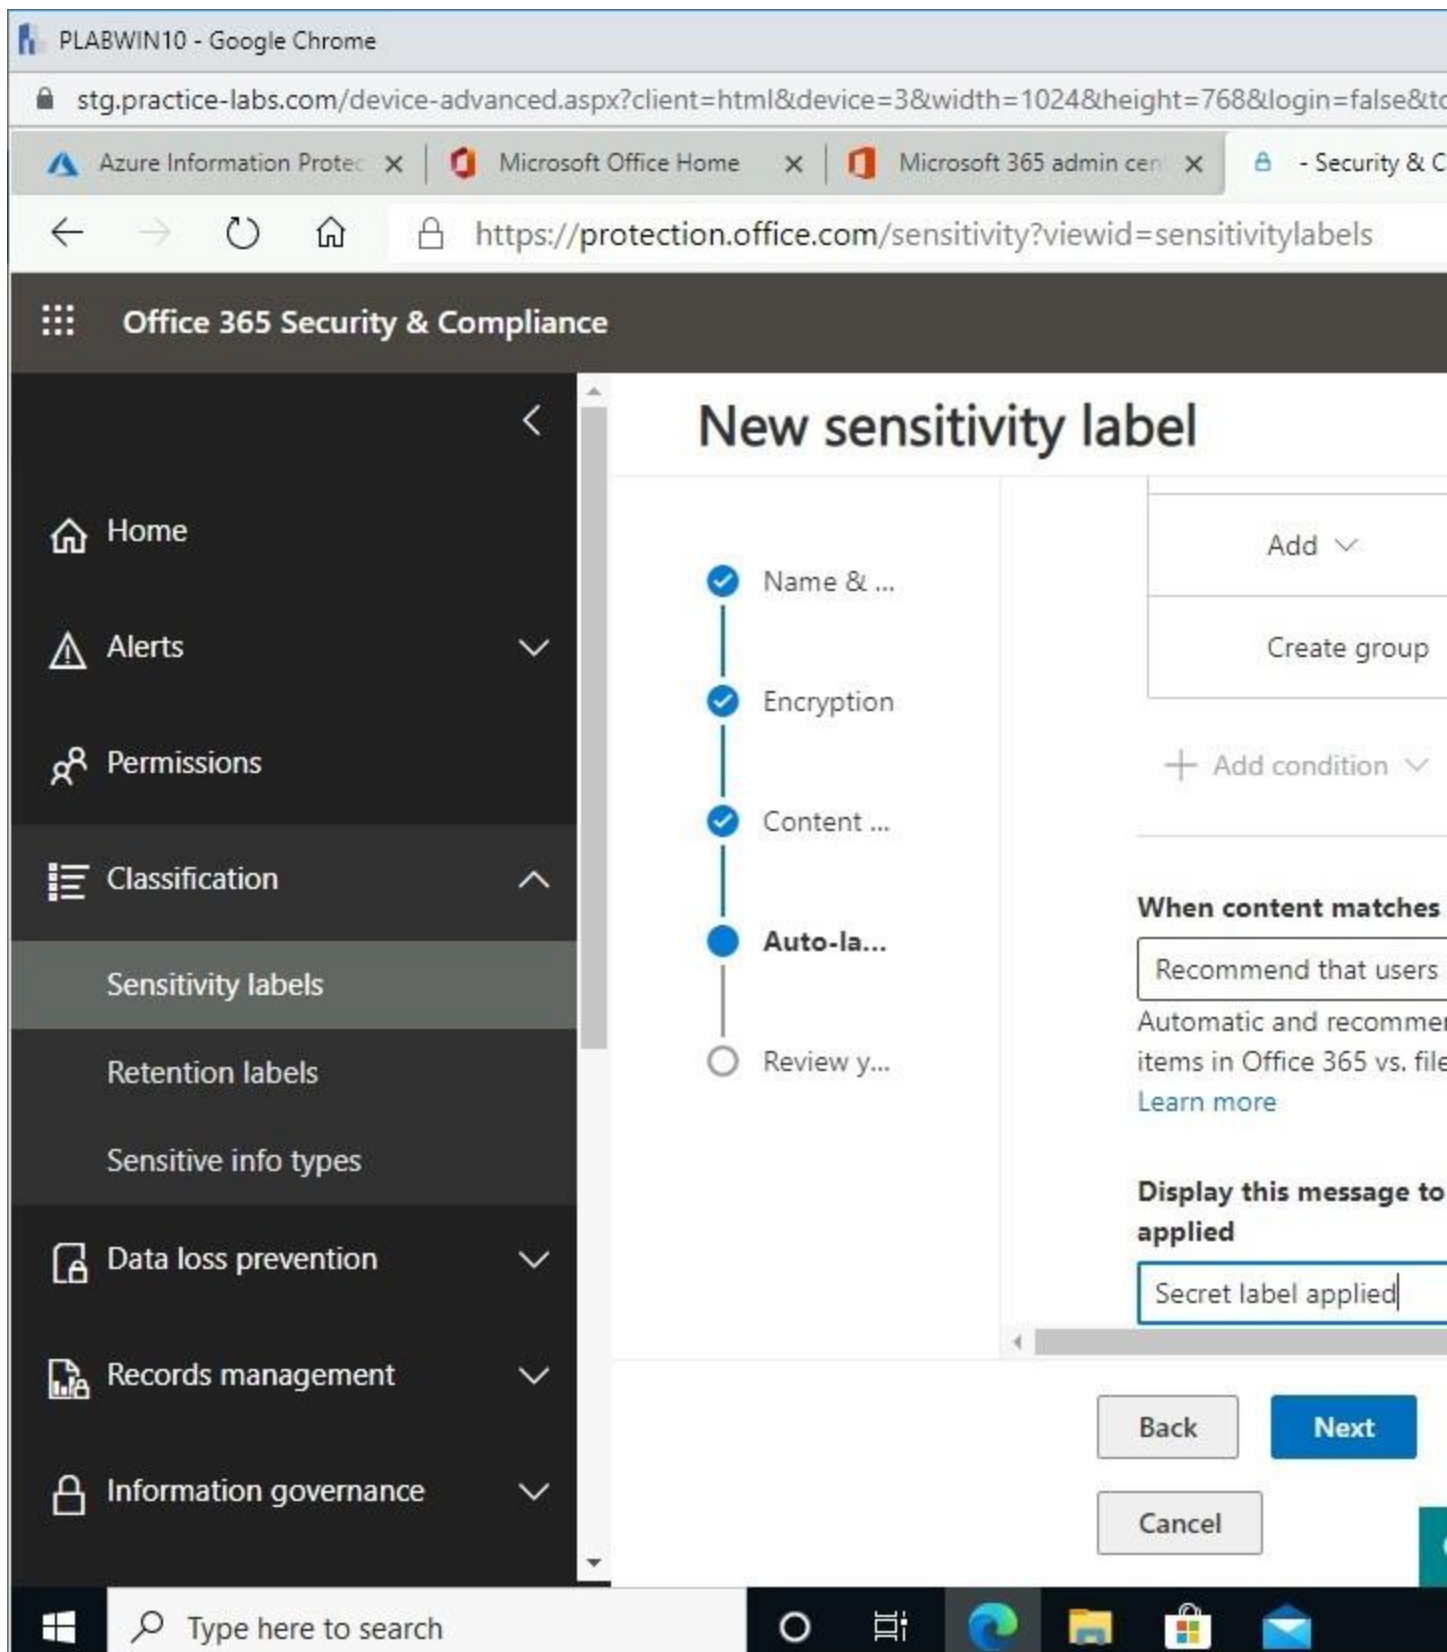 PLABWIN10 - Google Chrome
stg.practice-labs.com/device-advanced.aspx?client=html&device=3&width=1024&height=768&login=false&to
Azure Information Protec
Microsoft Office Home
Microsoft 365 admin cen
- Security & C
https://protection.office.com/sensitivity?viewid=sensitivitylabels
Office 365 Security & Compliance
Home
Alerts
Permissions
Classification
Sensitivity labels
Retention labels
Sensitive info types
Data loss prevention
Records management
Information governance
New sensitivity label
Name & ...
Encryption
Content ...
Auto-la...
Review y...
Add
Create group
Add condition
When content matches
Recommend that users
Automatic and recommen
items in Office 365 vs. file
Learn more
Display this message to
applied
Secret label applied
Back
Next
Cancel
Type here to search